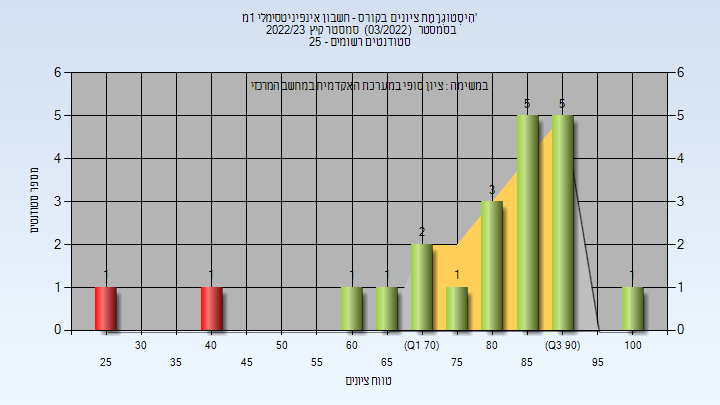 היסטוגרמת ציונים בקורס - חשבון אינפיניטסימלי 1מ'
בסמסטר (03/2022) סמסטר קיץ 2022/23
סטודנטים רשומים - 25
במשימה : ציון סופי במערכת האקדמית במחשב המרכזי
מספר סטודנטים
6 6
5 5
4 4
3 3
2 2
1 1
0 0
1 1 1 1 2 1 3 5 5 1
30 40 50 60 (Q1 70) 80 (Q3 90) 100
25 35 45 55 65 75 85 95
טווח ציונים